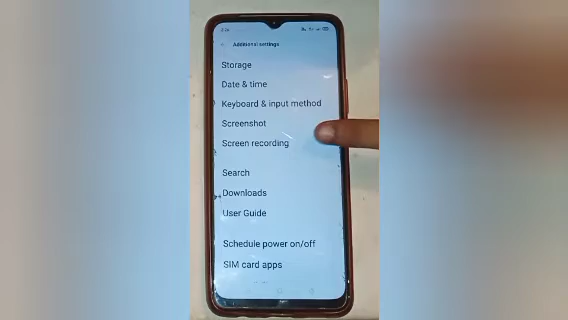 Additional settings
Storage
Date & time
Keyboard & input method
Screenshot
Screen recording
Search
Downloads
User Guide
Schedule power on/off
SIM card apps